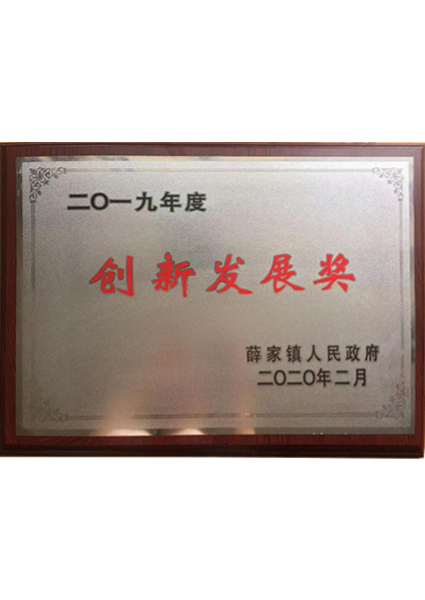 二〇一九年度
创新发展奖
薛家镇人民政府
二〇二〇年二月